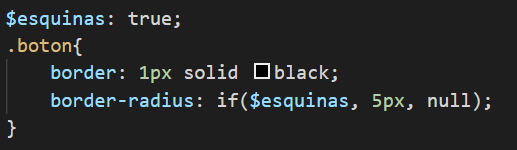 $esquinas: true;
.boton{
    border: 1px solid black;
    border-radius: if($esquinas, 5px, null);
}